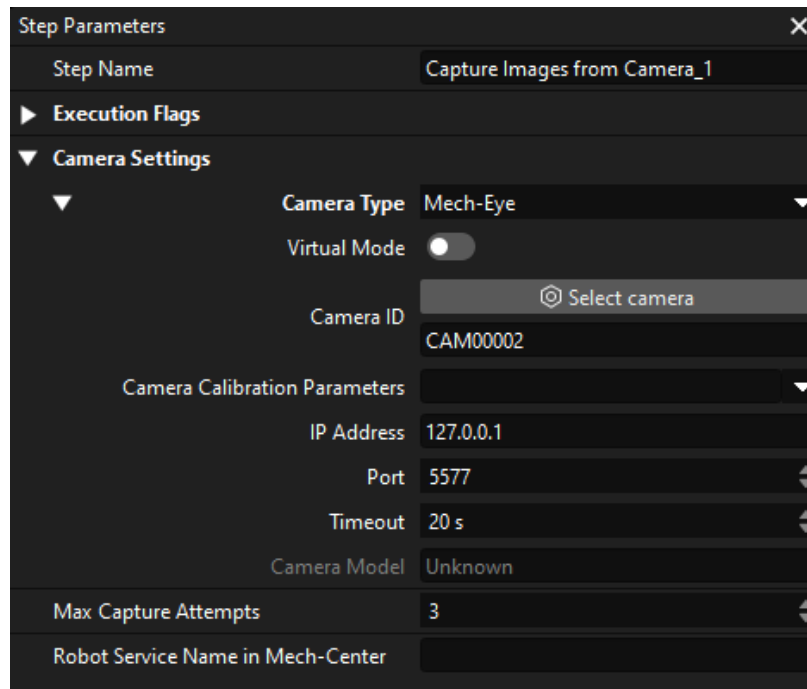 Step Parameters
Step Name Capture Images from Camera_1
Execution Flags
Camera Settings
Camera Type Mech-Eye
Virtual Mode
Select camera
Camera ID
CAM00002
Camera Calibration Parameters
IP Address 127.0.0.1
Port 5577
Timeout 20 s
Camera Model Unknown
Max Capture Attempts 3
Robot Service Name in Mech-Center